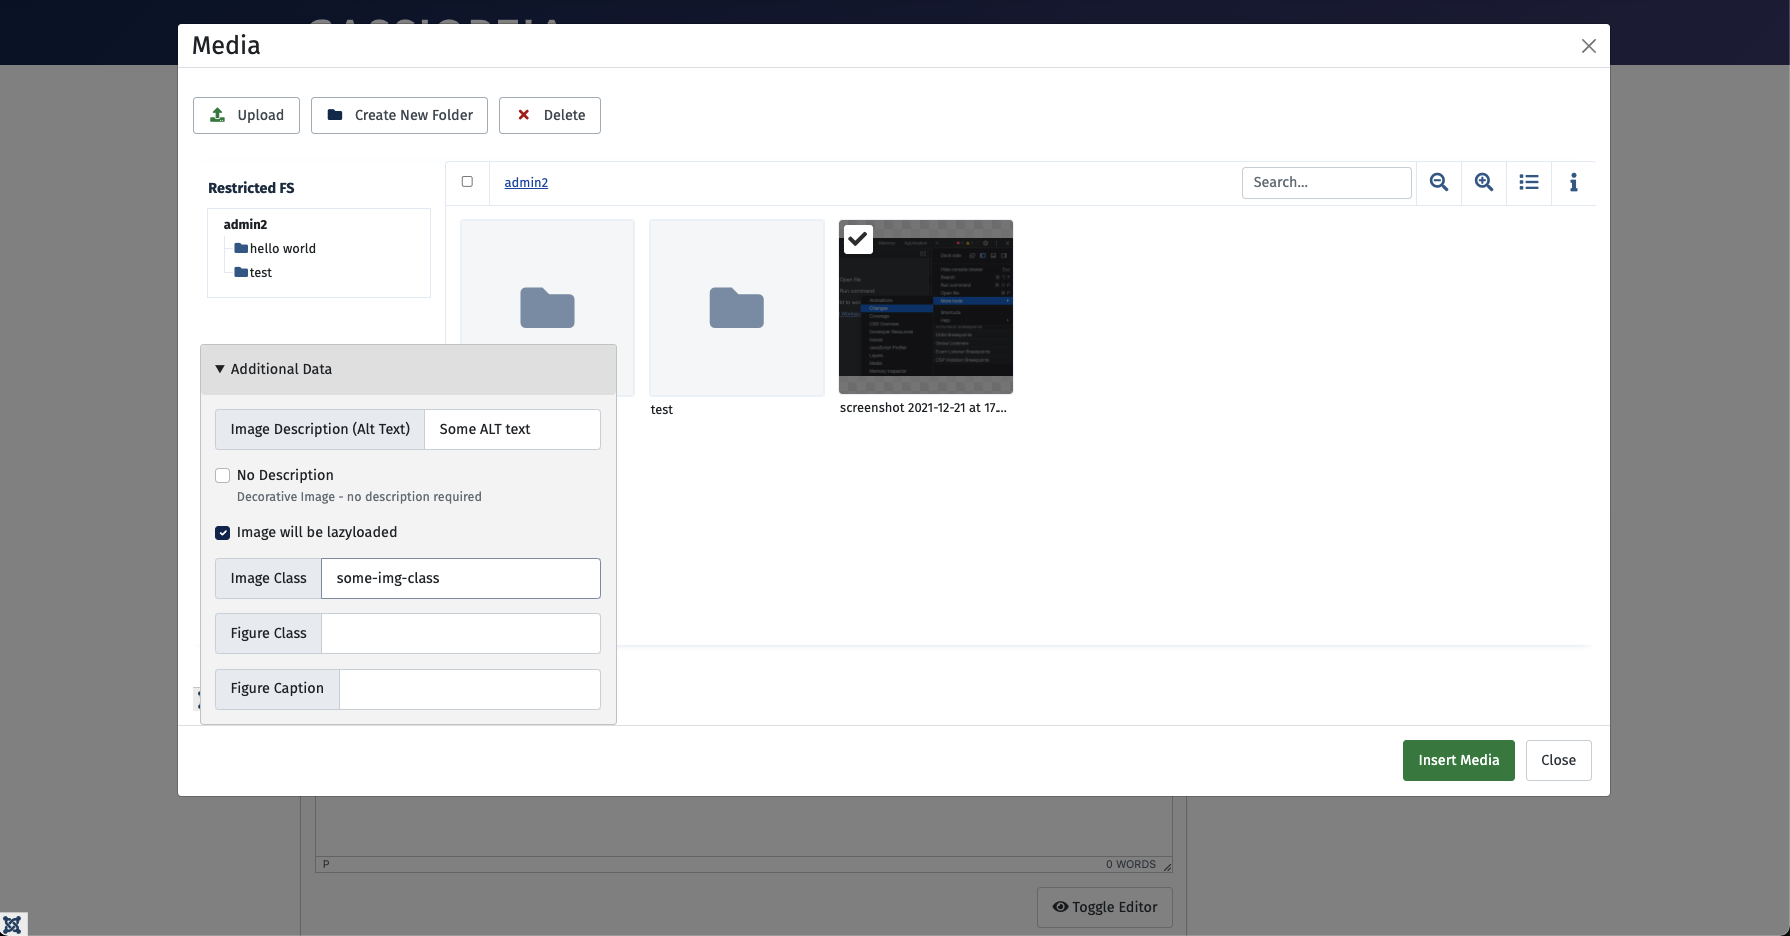 CASSIOPEIA
Media
Upload
Create New Folder
Delete
Restricted FS
admin2
hello world
test
admin2
Search...
test
screenshot 2021-12-21 at 17....
Additional Data
Image Description (Alt Text)
Some ALT text
No Description
Decorative Image - no description required
Image will be lazyloaded
Image Class
some-img-class
Figure Class
Figure Caption
Insert Media
Close
P
0 WORDS
Toggle Editor